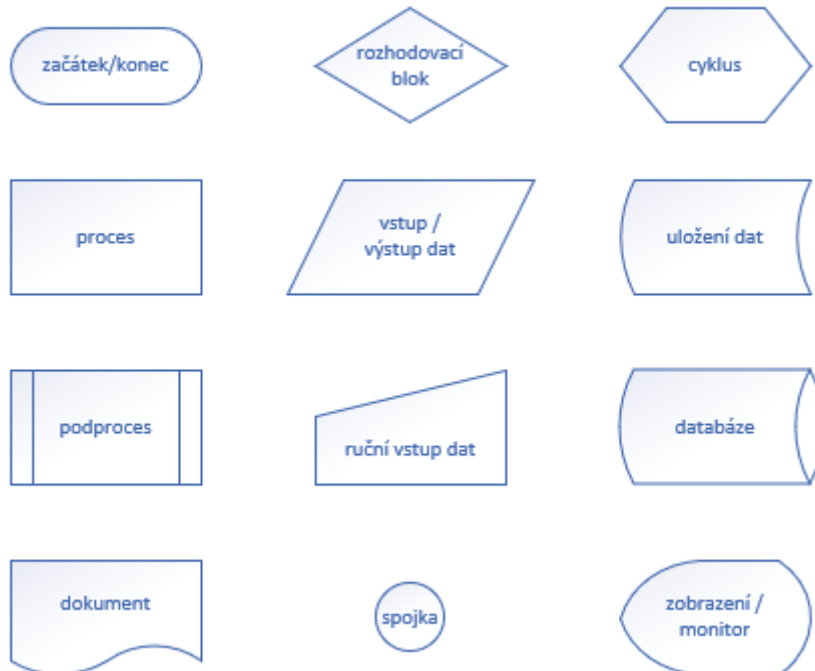 začátek/konec
rozhodovací
blok
cyklus
proces
vstup /
výstup dat
uložení dat
podproces
ruční vstup dat
databáze
dokument
spojka
zobrazení /
monitor